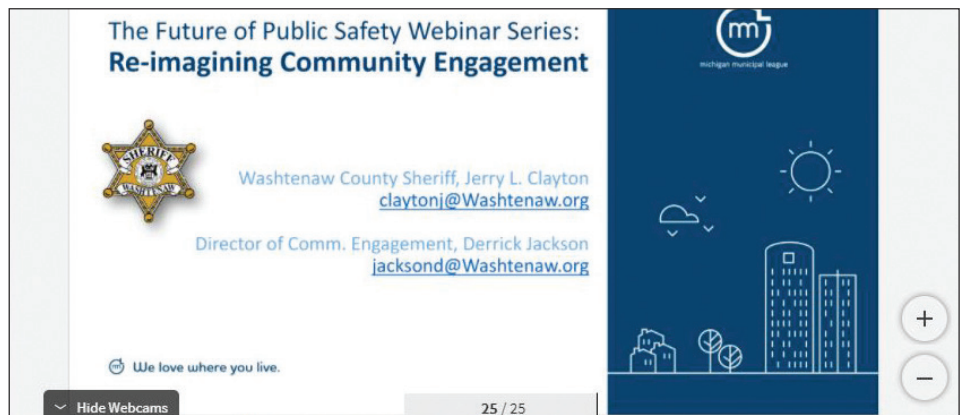 The Future of Public Safety Webinar Series:
Re-imagining Community Engagement
m
michigan municipal league
SHERIFF
WASHTENAW
Washtenaw County Sheriff, Jerry L. Clayton
claytonj@Washtenaw.org
Director of Comm. Engagement, Derrick Jackson
jacksond@Washtenaw.org
m We love where you live.
Hide Webcams
25 / 25